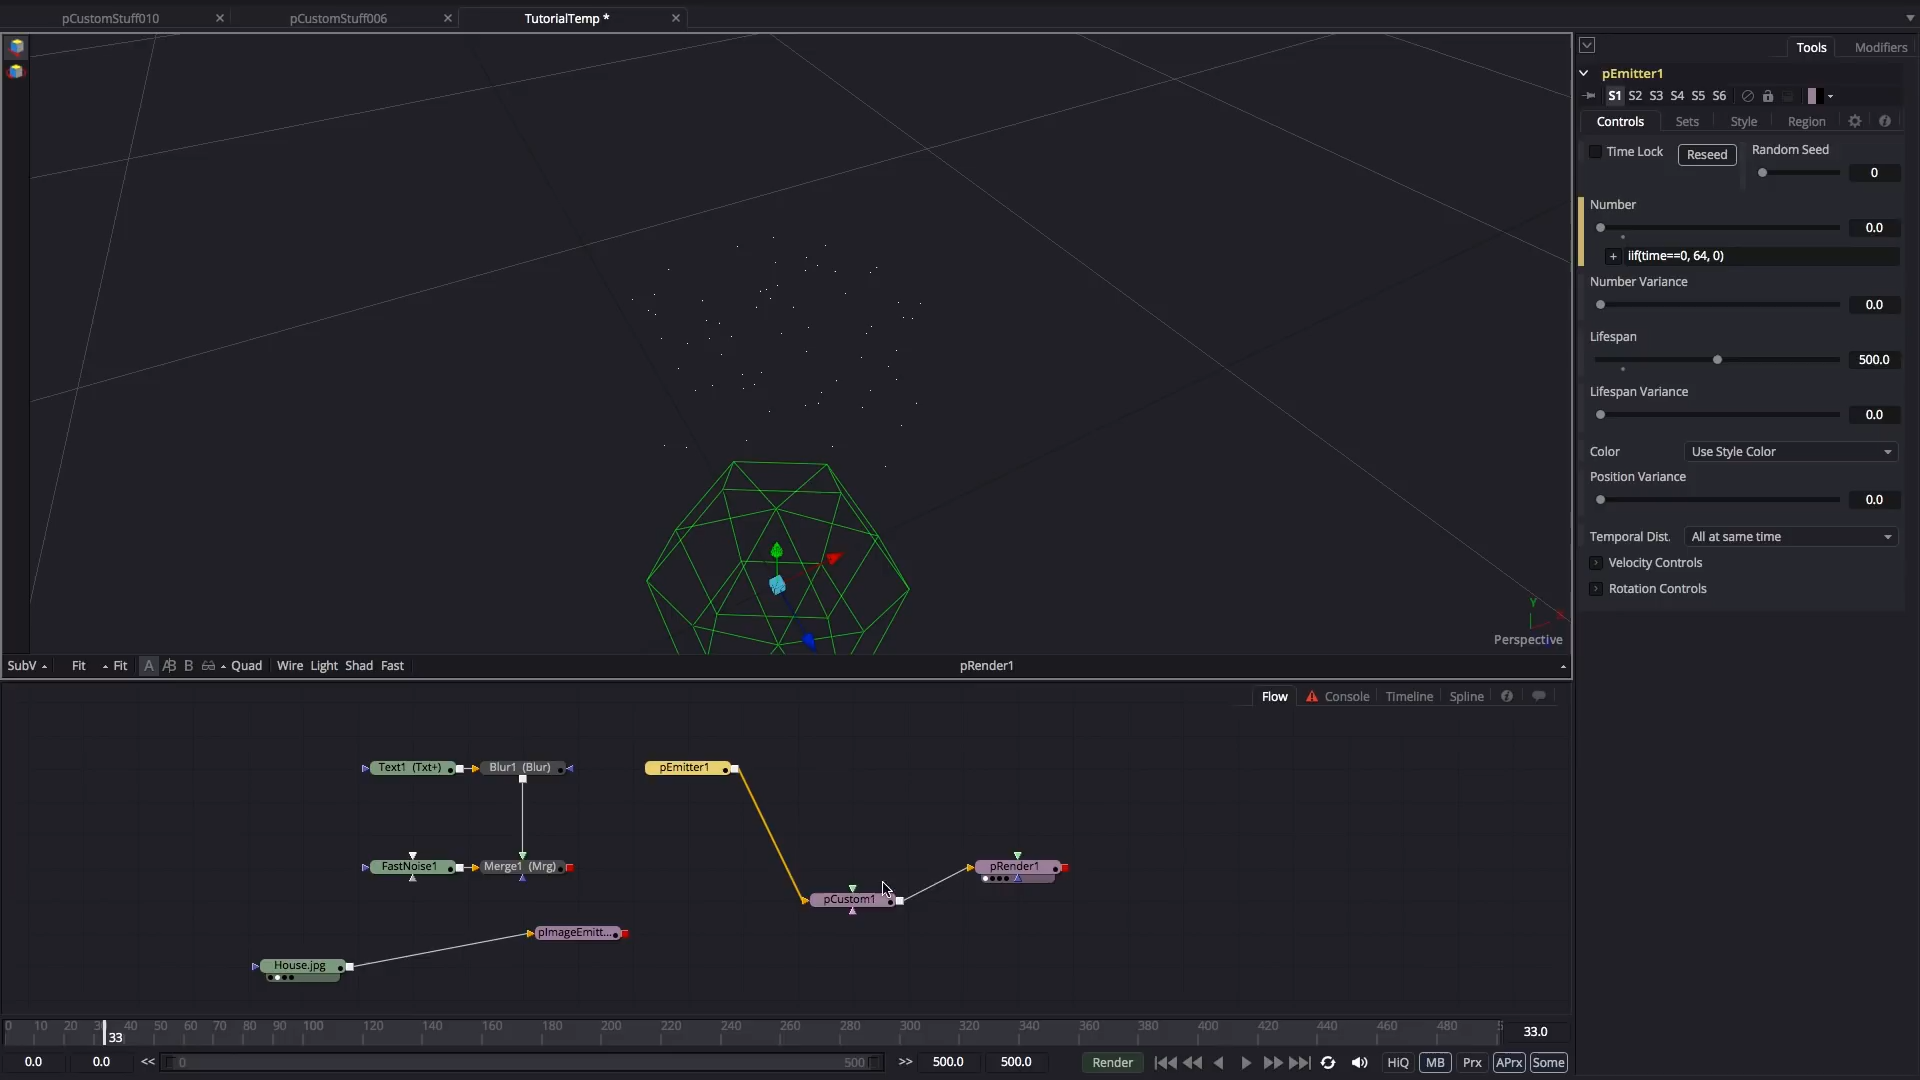 pCustomStuff010
pCustomStuff006
TutorialTemp *
Tools
Modifiers
pEmitter1
S1 S2 S3 S4 S5 S6
Controls
Sets
Style
Region
Time Lock
Reseed
Random Seed
0
Number
0.0
iif(time==0, 64, 0)
Number Variance
0.0
Lifespan
500.0
Lifespan Variance
0.0
Color
Use Style Color
Position Variance
0.0
Temporal Dist.
All at same time
Velocity Controls
Rotation Controls
Y
X
Perspective
SubV
Fit
Fit
A
B
Quad
Wire
Light
Shad
Fast
pRender1
Flow
Console
Timeline
Spline
Text1 (Txt+)
Blur1 (Blur)
pEmitter1
FastNoise1
Merge1 (Mrg)
pRender1
pCustom1
pImageEmitt...
House.jpg
0 10 20 3 40 50 60 70 80 90 100 120 140 160 180 200 220 240 260 280 300 320 340 360 380 400 420 440 460 480 5
33
33.0
0.0
0.0
<<
0
500
>>
500.0
500.0
Render
HiQ
MB
Prx
APrx
Some